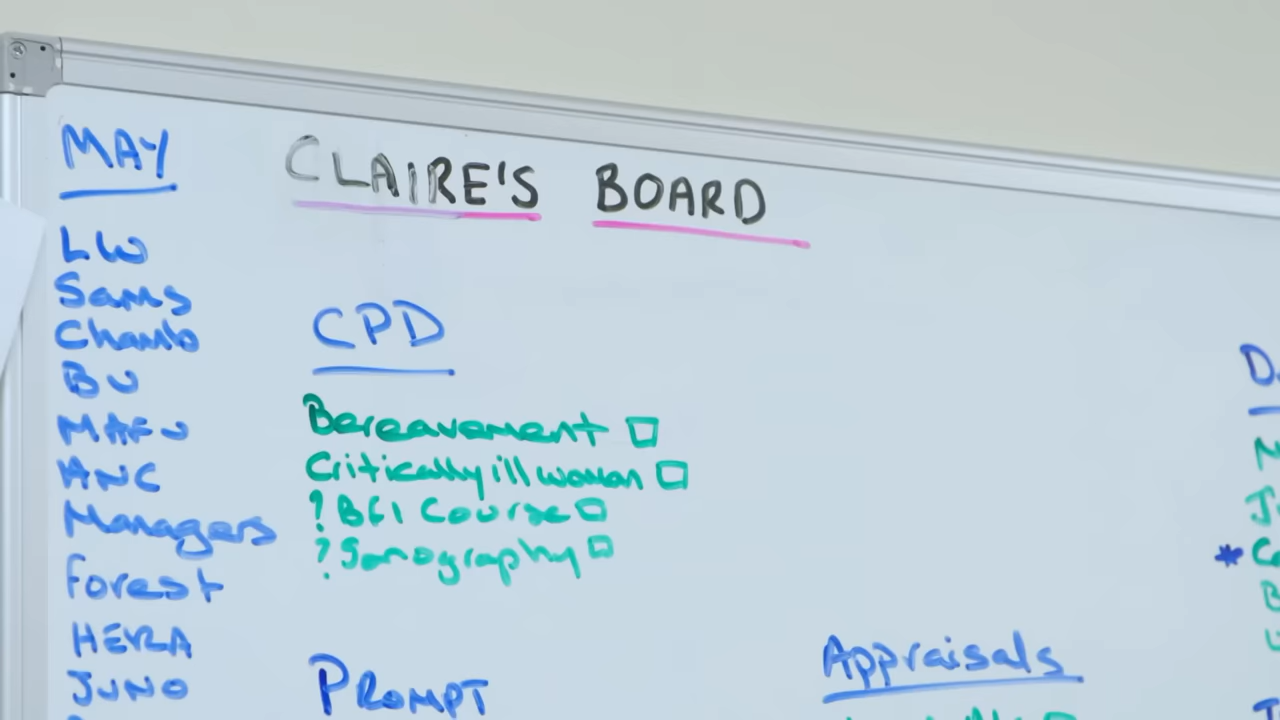 MAY
LW
Sams
Chamb
BU
MAFU
ANC
Managers
Forest
HERA
JUNO
CLAIRE'S BOARD
CPD
Bereavement
Critically ill woman
? BFI Course
? Sonography
PROMPT
Appraisals